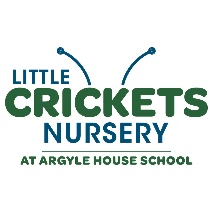 LITTLE
CRICKETS
NURSERY
AT ARGYLE HOUSE SCHOOL